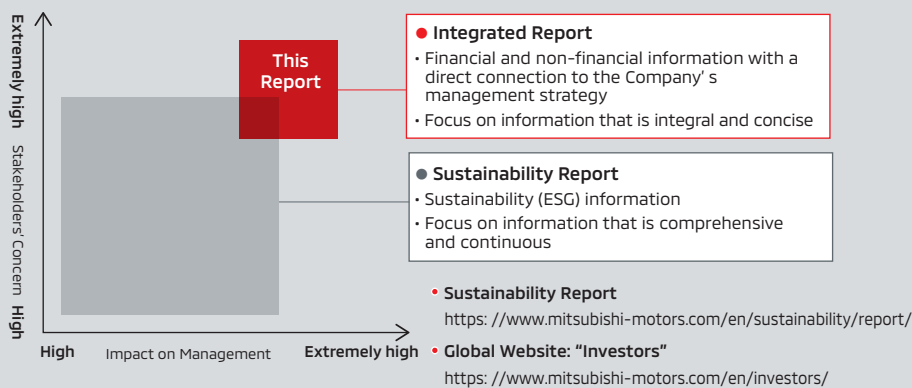 Extremely high
Stakeholders' Concern
High
This
Report
● Integrated Report
・Financial and non-financial information with a
direct connection to the Company' s
management strategy
・Focus on information that is integral and concise
● Sustainability Report
・Sustainability (ESG) information
・Focus on information that is comprehensive
and continuous
• Sustainability Report
https: //www.mitsubishi-motors.com/en/sustainability/report/
• Global Website: “Investors”
https: //www.mitsubishi-motors.com/en/investors/
High
Impact on Management
Extremely high